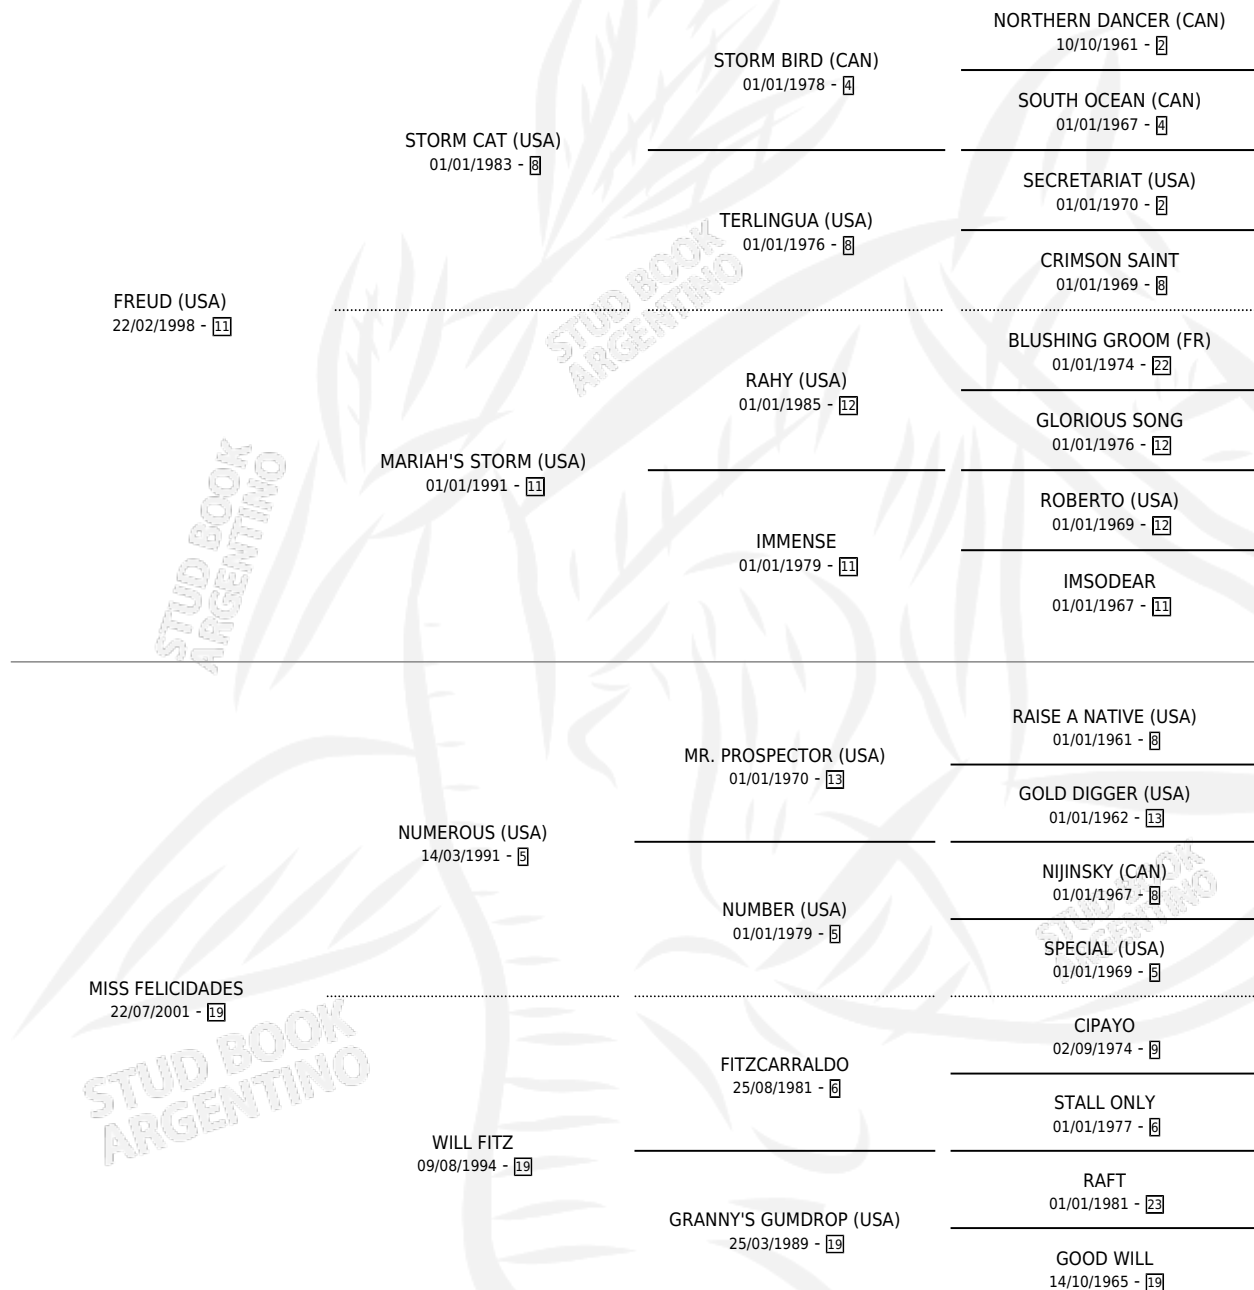 NORTHERN DANCER (CAN)
10/10/1961 - 2
STORM BIRD (CAN)
01/01/1978 - 4
SOUTH OCEAN (CAN)
01/01/1967 - 4
STORM CAT (USA)
01/01/1983 - 8
SECRETARIAT (USA)
01/01/1970 - 2
TERLINGUA (USA)
01/01/1976 - 8
CRIMSON SAINT
01/01/1969 - 8
FREUD (USA)
22/02/1998 - 11
BLUSHING GROOM (FR)
01/01/1974 - 22
RAHY (USA)
01/01/1985 - 12
GLORIOUS SONG
01/01/1976 - 12
MARIAH'S STORM (USA)
01/01/1991 - 11
ROBERTO (USA)
01/01/1969 - 12
IMMENSE
01/01/1979 - 11
IMSODEAR
01/01/1967 - 11
RAISE A NATIVE (USA)
01/01/1961 - 8
MR. PROSPECTOR (USA)
01/01/1970 - 13
GOLD DIGGER (USA)
01/01/1962 - 13
NUMEROUS (USA)
14/03/1991 - 5
NIJINSKY (CAN)
01/01/1967 - 8
NUMBER (USA)
01/01/1979 - 5
SPECIAL (USA)
01/01/1969 - 5
MISS FELICIDADES
22/07/2001 - 19
CIPAYO
02/09/1974 - 9
FITZCARRALDO
25/08/1981 - 6
STALL ONLY
01/01/1977 - 6
WILL FITZ
09/08/1994 - 19
RAFT
01/01/1981 - 23
GRANNY'S GUMDROP (USA)
25/03/1989 - 19
GOOD WILL
14/10/1965 - 19
STUD BOOK
ARGENTINO
STUD BOOK
ARGENTINO
STUD BOOK
ARGENTINO
STUD BOOK
ARGENTINO